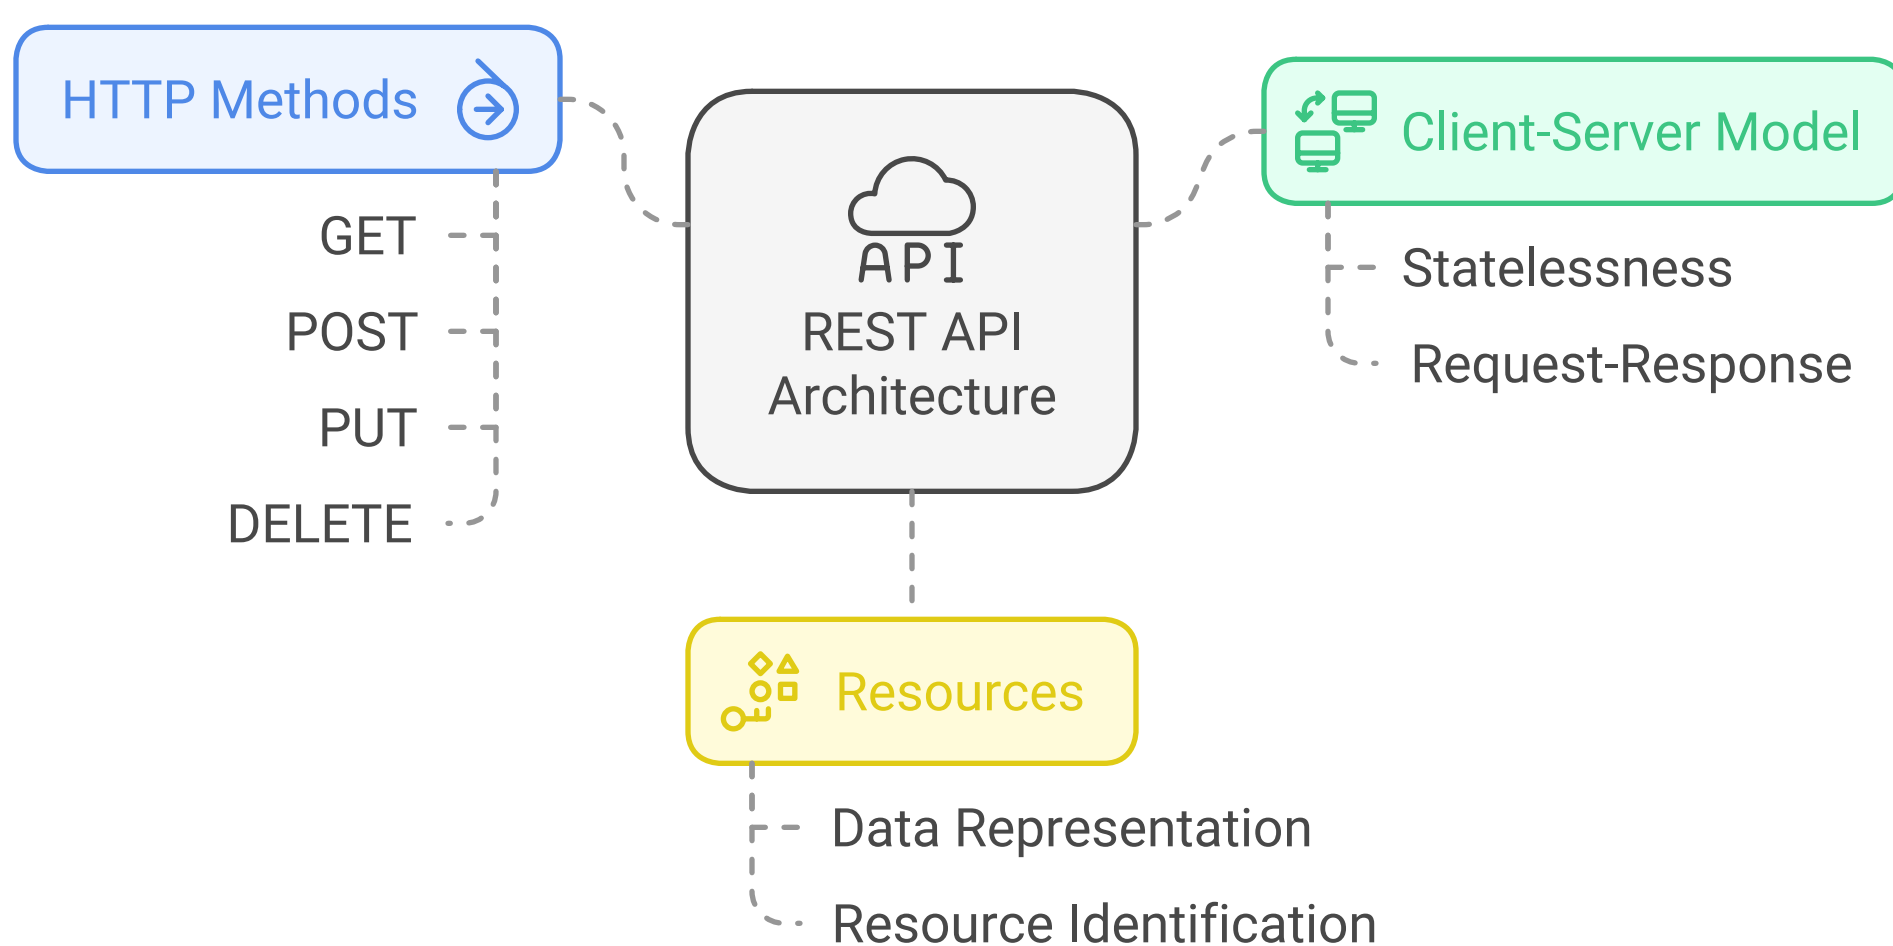 HTTP Methods
GET
POST
PUT
DELETE
API
REST API
Architecture
Client-Server Model
Statelessness
Request-Response
Resources
Data Representation
Resource Identification